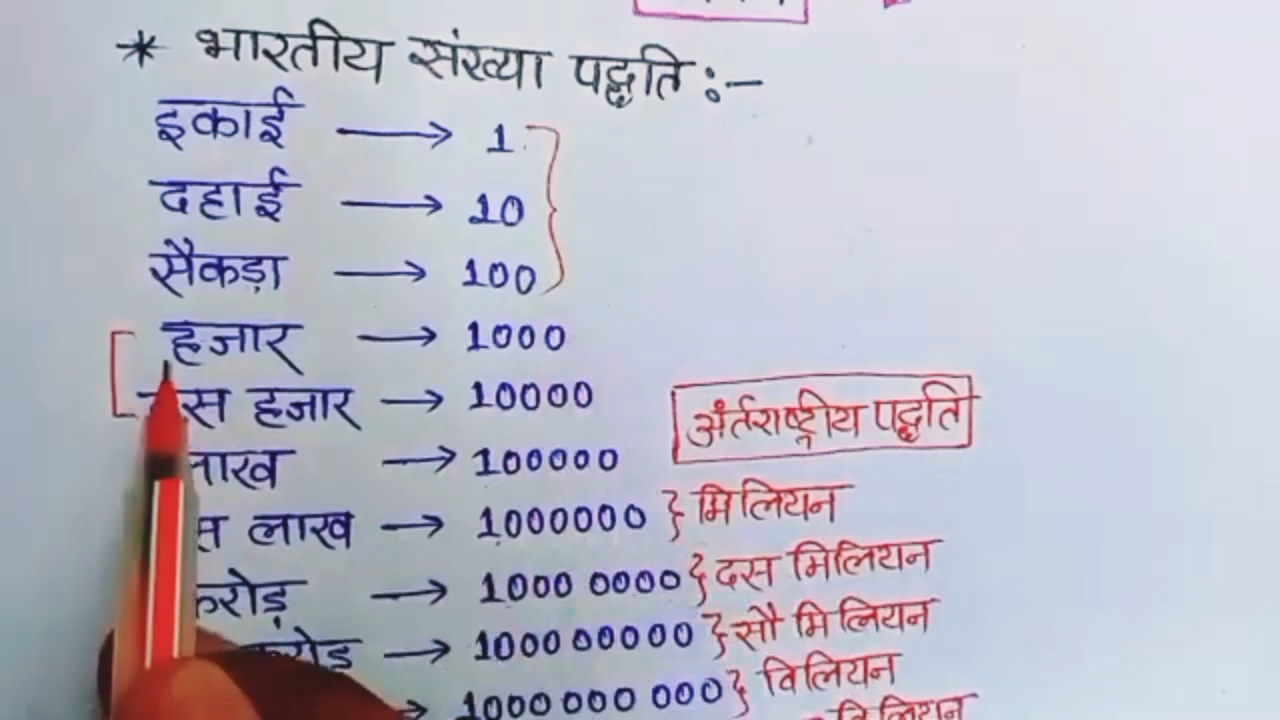 * भारतीय संख्या पद्धति :-
इकाई → 1
दहाई → 10
सैकड़ा → 100
हजार → 1000
हजार → 10000
अंर्तराष्ट्रीय पद्धति
→ 100000
लाख → 1000000 } मिलियन
→ 1000 0000 } दस मिलियन
→ 1000 00000 } सौ मिलियन
1000 000 000 } विलियन